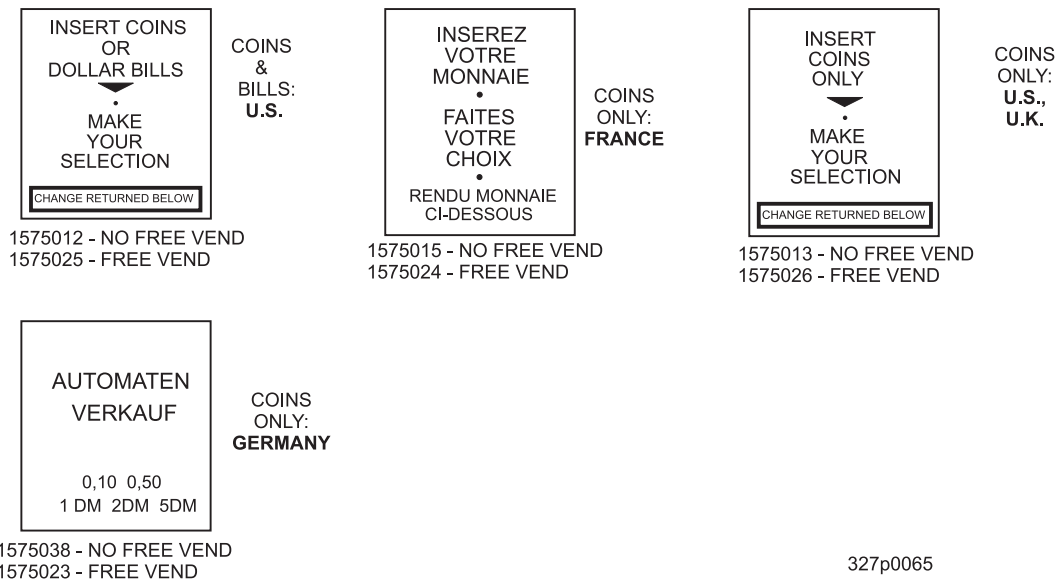 INSERT COINS
OR
DOLLAR BILLS
•
MAKE
YOUR
SELECTION
CHANGE RETURNED BELOW
COINS
&
BILLS:
U.S.
1575012 - NO FREE VEND
1575025 - FREE VEND
INSEREZ
VOTRE
MONNAIE
•
FAITES
VOTRE
CHOIX
•
RENDU MONNAIE
CI-DESSOUS
COINS
ONLY:
FRANCE
1575015 - NO FREE VEND
1575024 - FREE VEND
INSERT
COINS
ONLY
•
MAKE
YOUR
SELECTION
CHANGE RETURNED BELOW
COINS
ONLY:
U.S.,
U.K.
1575013 - NO FREE VEND
1575026 - FREE VEND
AUTOMATEN
VERKAUF
0,10 0,50
1 DM 2DM 5DM
COINS
ONLY:
GERMANY
1575038 - NO FREE VEND
1575023 - FREE VEND
327p0065